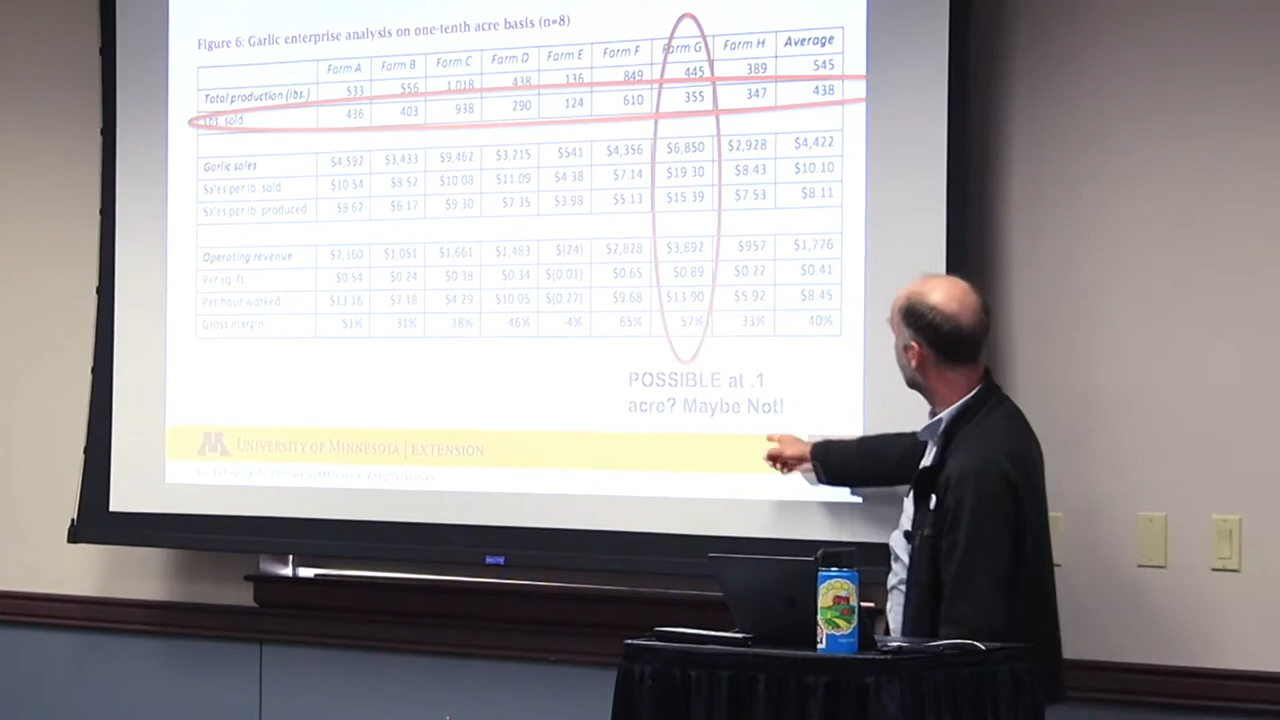 Figure 6: Garlic enterprise analysis on one-tenth acre basis (n=8)
Farm A Farm B Farm C Farm D Farm E Farm F Farm G Farm H Average
Total production (lbs.) 533 556 1,018 438 136 849 445 389 545
Lbs. sold 436 403 938 290 124 610 355 347 438
Garlic sales $4,592 $3,433 $9,462 $3,215 $541 $4,356 $6,850 $2,928 $4,422
Sales per lb. sold $10.54 $8.52 $10.08 $11.09 $4.38 $7.14 $19.30 $8.43 $10.10
Sales per lb. produced $8.62 $6.17 $9.30 $7.35 $3.98 $5.13 $15.39 $7.53 $8.11
Operating revenue $2,360 $1,051 $1,661 $1,483 $(24) $2,828 $3,892 $957 $1,776
Per sq. ft. $0.54 $0.24 $0.38 $0.34 $(0.01) $0.65 $0.89 $0.22 $0.41
Per hour worked $13.16 $7.18 $4.29 $10.05 $(0.27) $9.68 $13.90 $5.92 $8.45
Gross margin 51% 31% 18% 46% -4% 65% 57% 33% 40%
POSSIBLE at .1
acre? Maybe Not!
UNIVERSITY OF MINNESOTA | EXTENSION